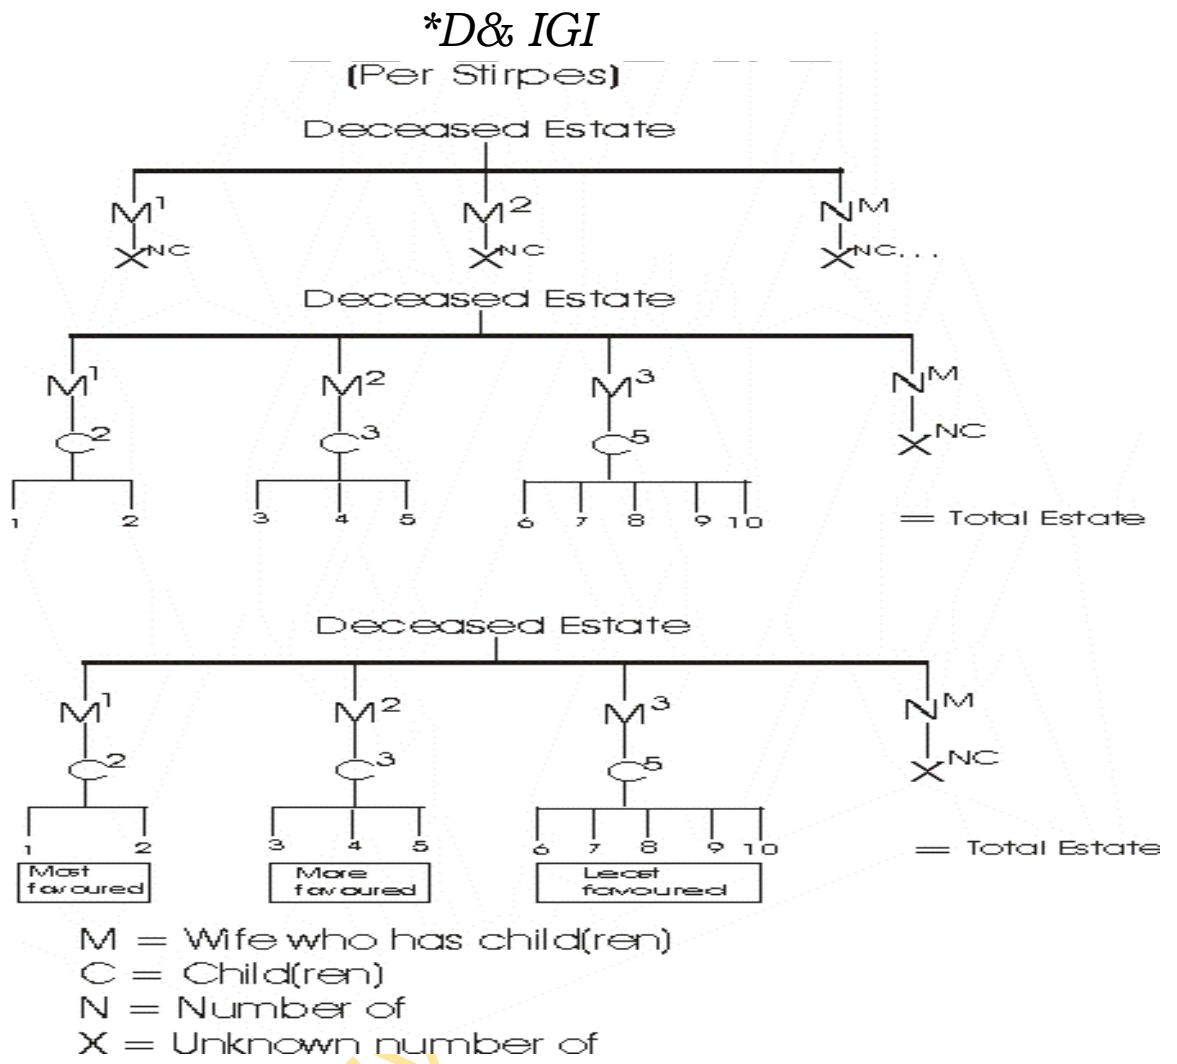 *D& IGI
(Per Stirpes)
Deceased Estate
M¹ M² Nᴹ
Xᴺᶜ Xᴺᶜ Xᴺᶜ...
Deceased Estate
M¹ M² M³ Nᴹ
C² C³ C⁵ Xᴺᶜ
1 2 3 4 5 6 7 8 9 10 = Total Estate
Deceased Estate
M¹ M² M³ Nᴹ
C² C³ C⁵ Xᴺᶜ
1 2 3 4 5 6 7 8 9 10 = Total Estate
Most More Least
favoured favoured favoured
M = Wife who has child(ren)
C = Child(ren)
N = Number of
X = Unknown number of